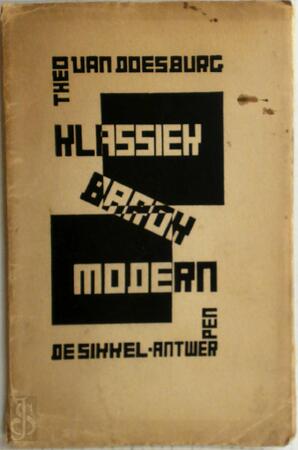 THEO VAN DOESBURG
KLASSIEK
BAROK
MODERN
DE SIKKEL-ANTWERPEN